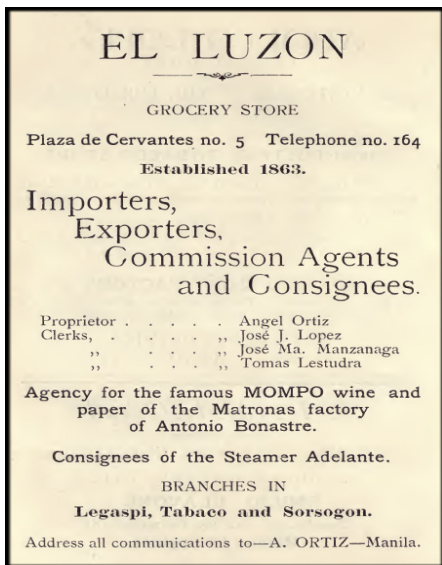 EL LUZON
GROCERY STORE
Plaza de Cervantes no. 5 Telephone no. 164
Established 1863.
Importers,
Exporters,
Commission Agents
and Consignees.
Proprietor . . . . . Angel Ortiz
Clerks, . . . . ,, José J. Lopez
,, . . . ,, José Ma. Manzanaga
,, . . . ,, Tomas Lestudra
Agency for the famous MOMPO wine and
paper of the Matronas factory
of Antonio Bonastre.
Consignees of the Steamer Adelante.
BRANCHES IN
Legaspi, Tabaco and Sorsogon.
Address all communications to—A. ORTIZ—Manila.